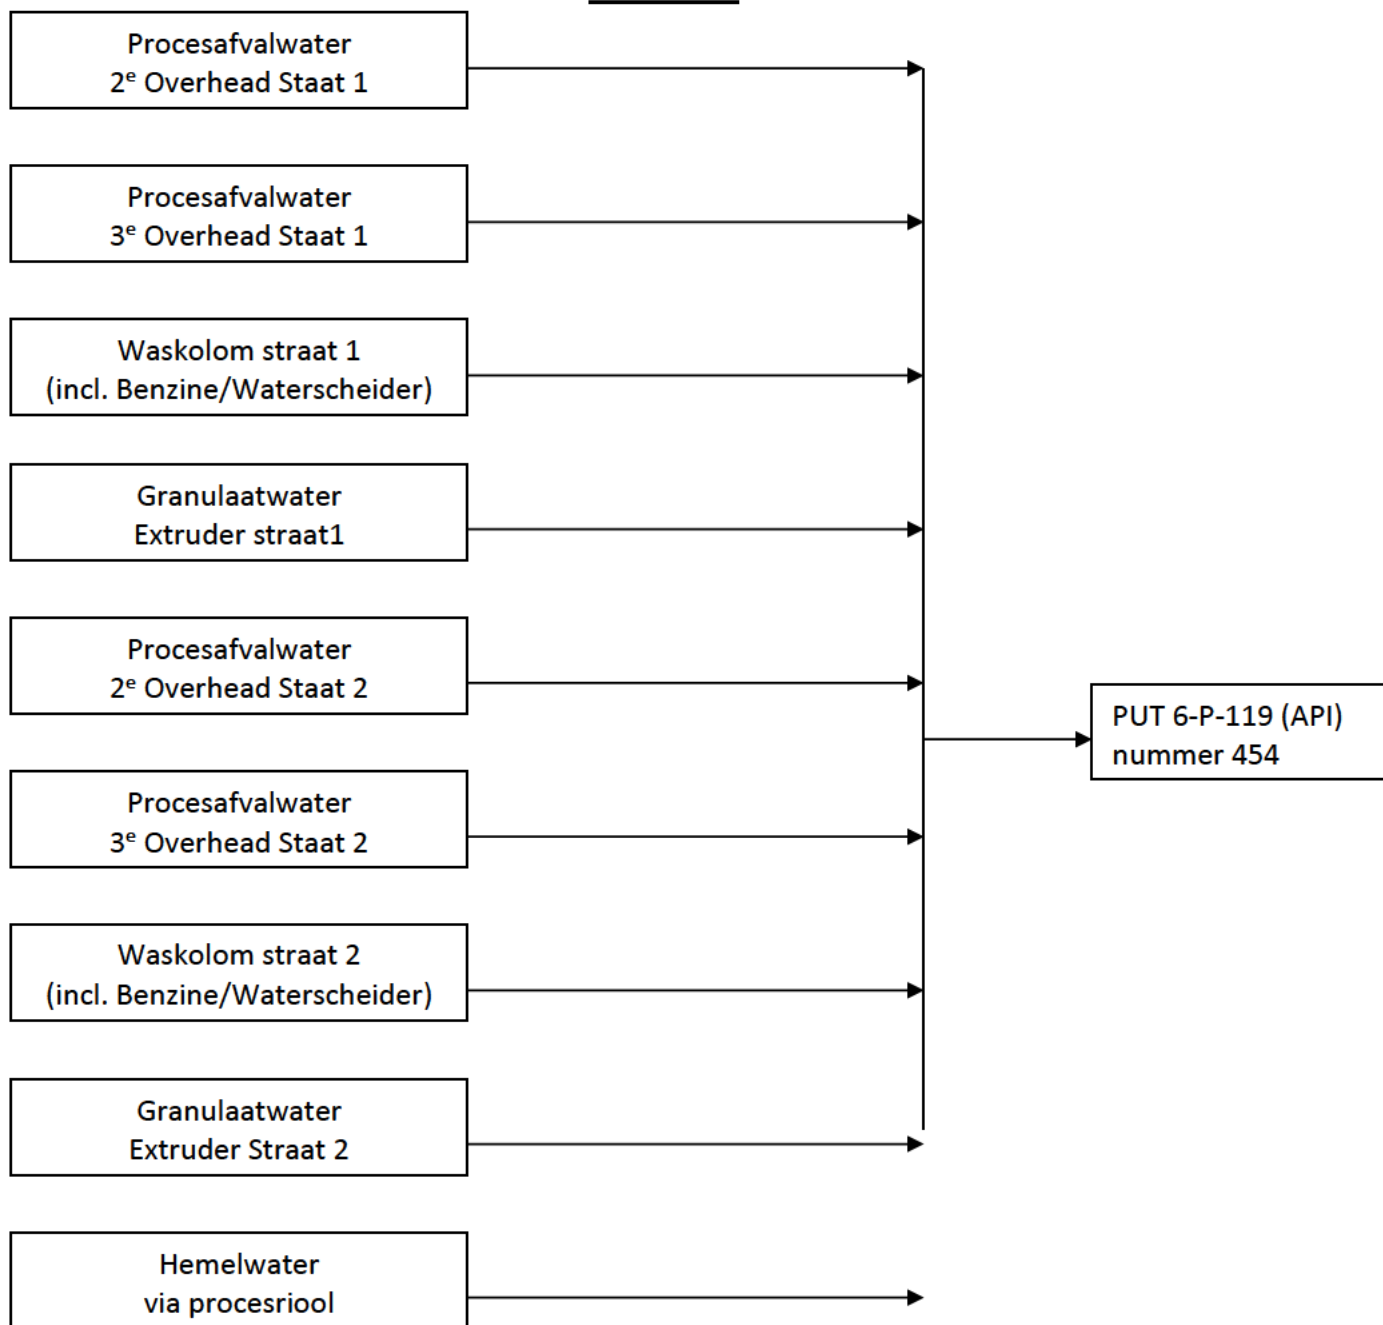 Procesafvalwater
2ᵉ Overhead Staat 1
Procesafvalwater
3ᵉ Overhead Staat 1
Waskolom straat 1
(incl. Benzine/Waterscheider)
Granulaatwater
Extruder straat1
Procesafvalwater
2ᵉ Overhead Staat 2
PUT 6-P-119 (API)
nummer 454
Procesafvalwater
3ᵉ Overhead Staat 2
Waskolom straat 2
(incl. Benzine/Waterscheider)
Granulaatwater
Extruder Straat 2
Hemelwater
via procesriool